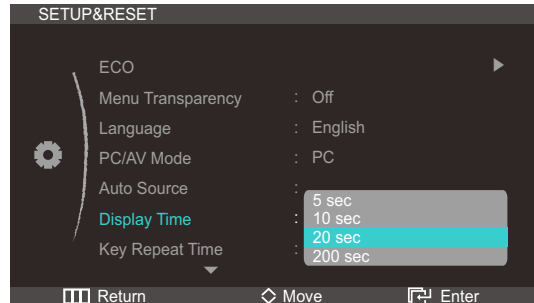 SETUP&RESET
ECO
Menu Transparency : Off
Language : English
PC/AV Mode : PC
Auto Source :
5 sec
Display Time : 10 sec
20 sec
Key Repeat Time :
200 sec
Return Move Enter